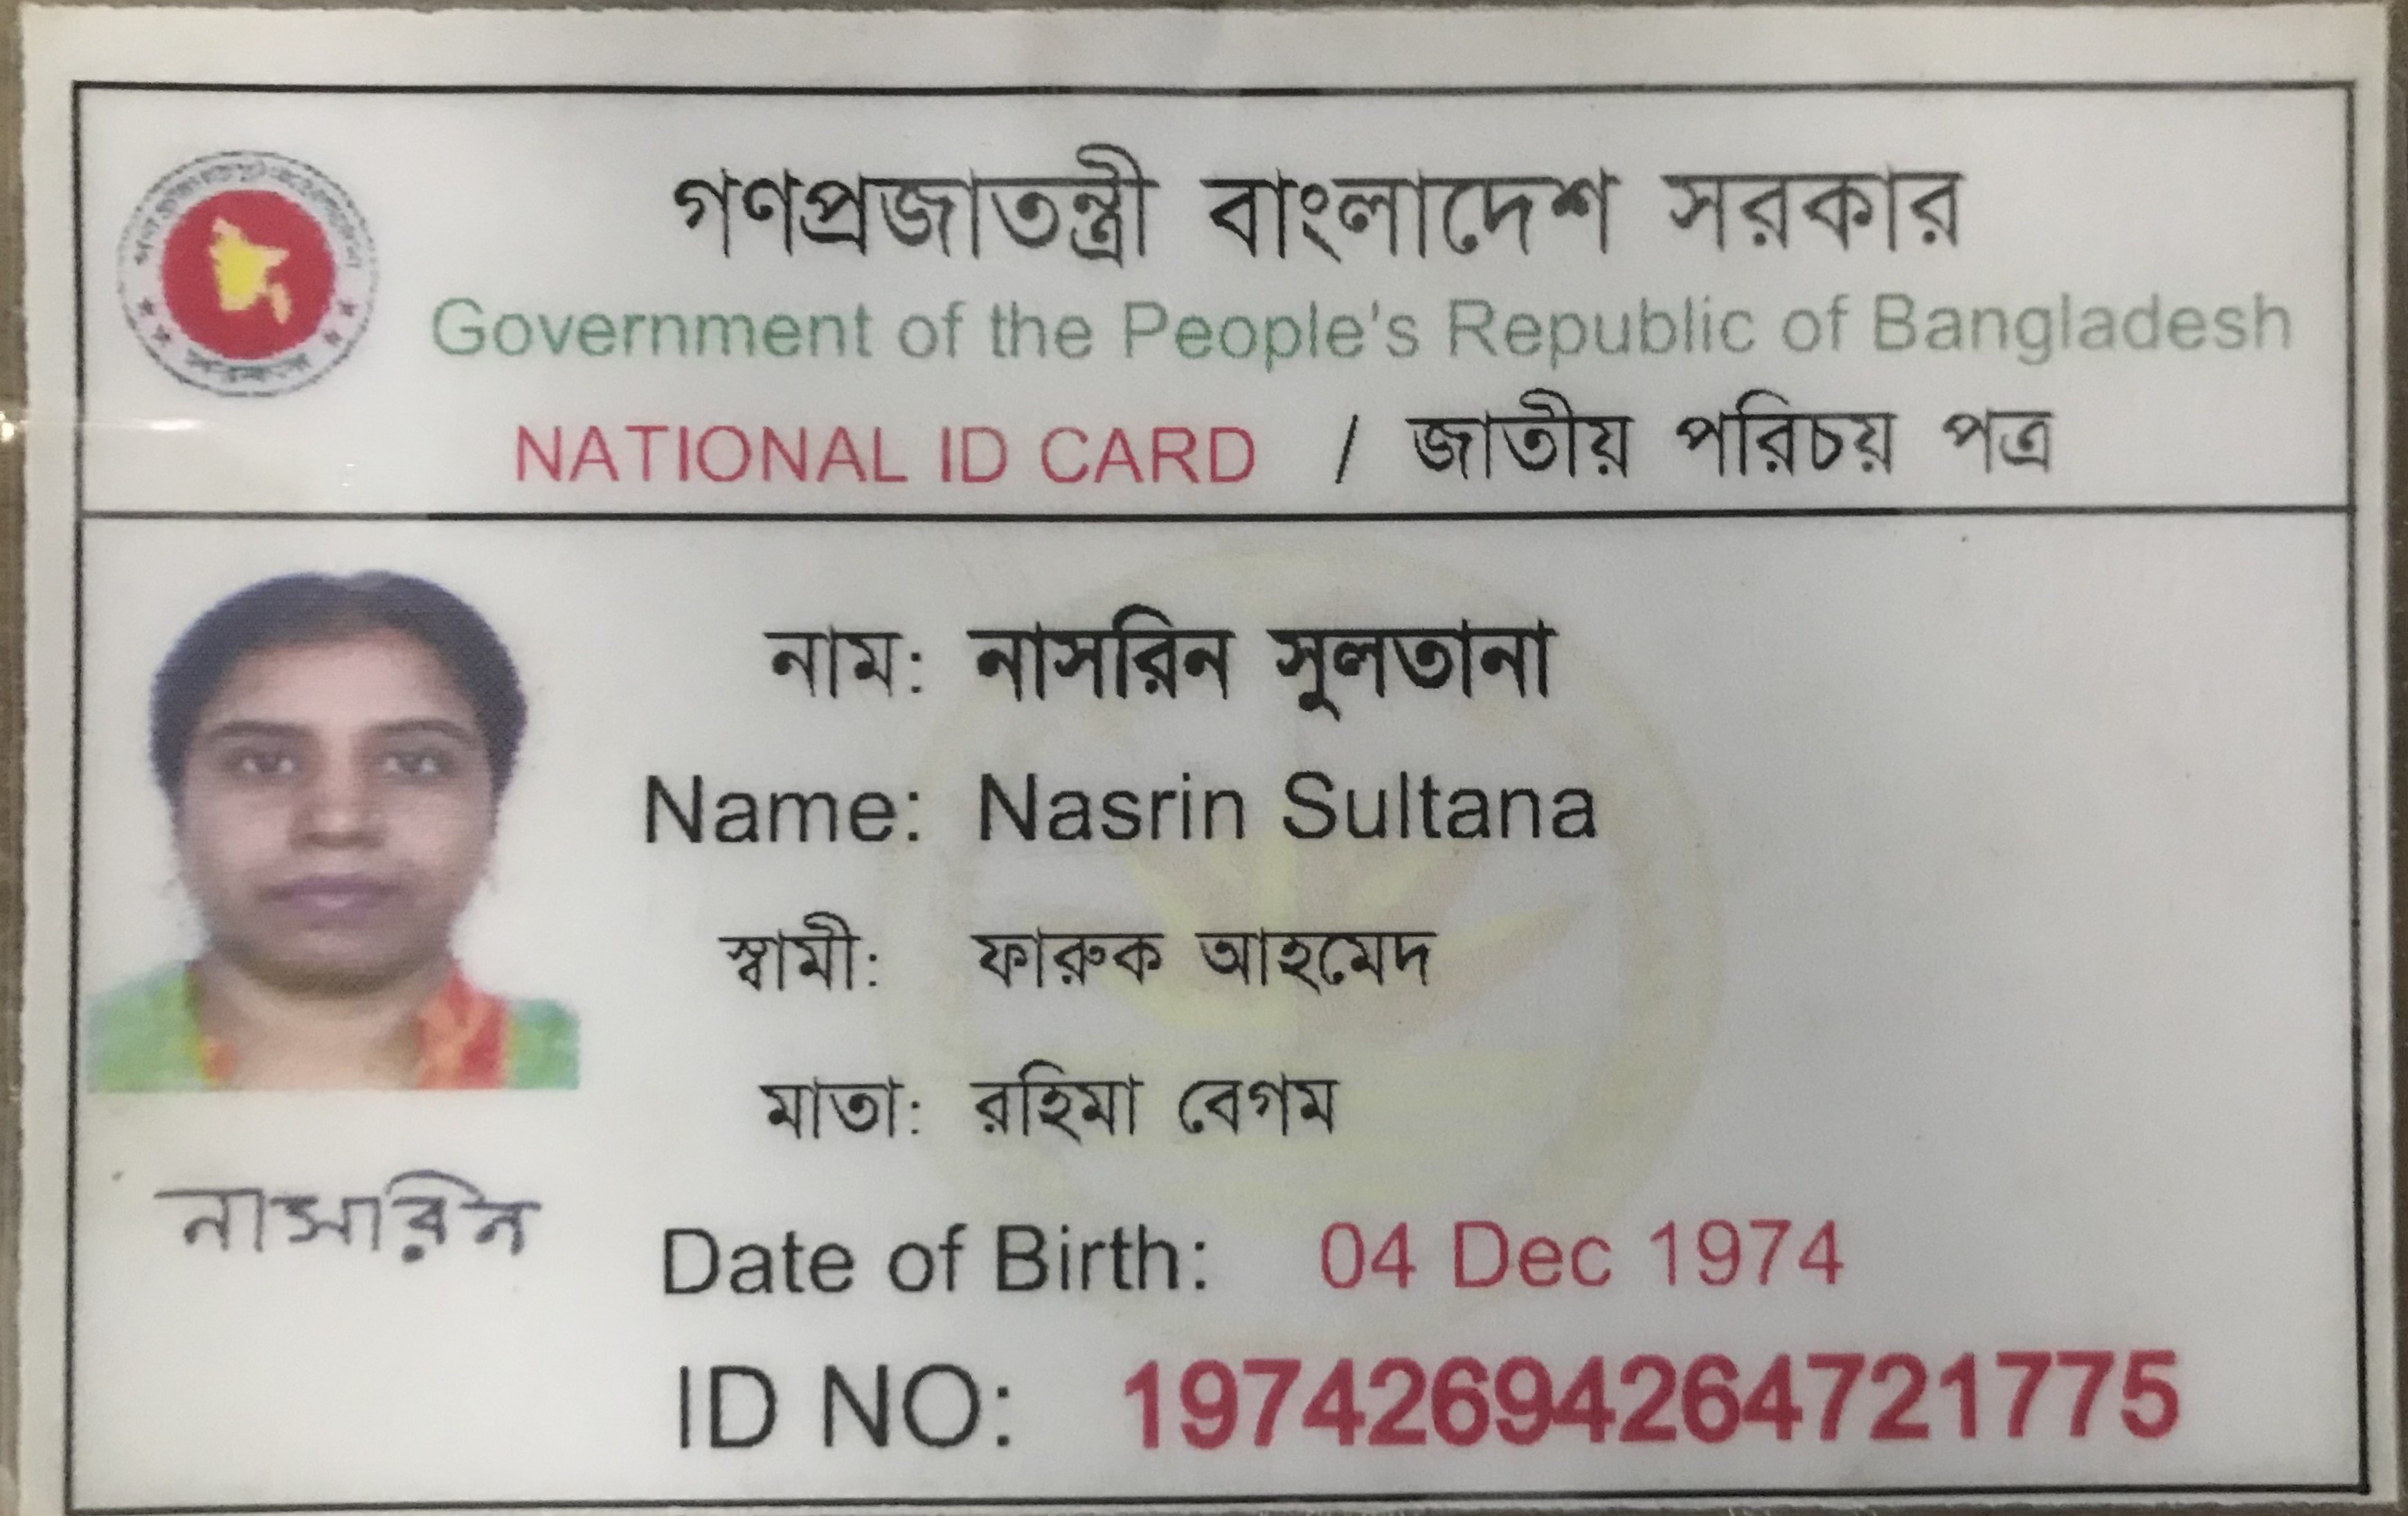 গণপ্রজাতন্ত্রী বাংলাদেশ সরকার
Government of the People's Republic of Bangladesh
NATIONAL ID CARD / জাতীয় পরিচয় পত্র
নাম: নাসরিন সুলতানা
Name: Nasrin Sultana
স্বামী: ফারুক আহমেদ
মাতা: রহিমা বেগম
নাসরিন
Date of Birth: 04 Dec 1974
ID NO: 19742694264721775